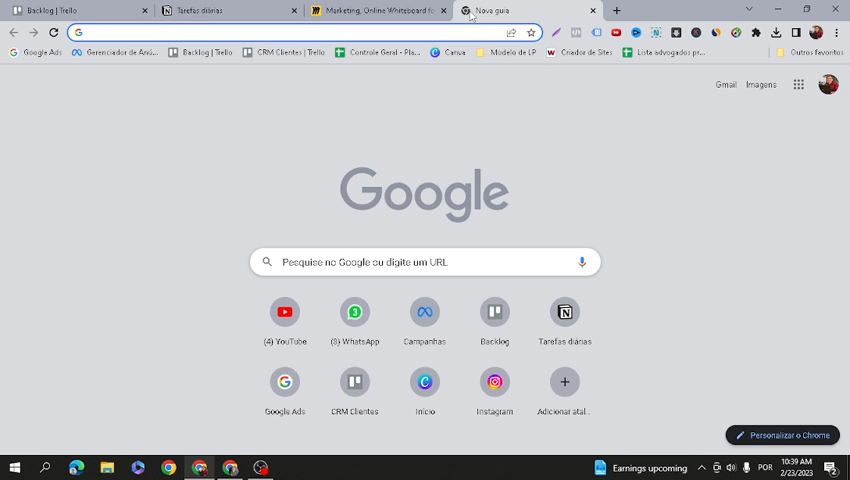 Backlog | Trello
Tarefas diárias
Marketing, Online Whiteboard fo
Nova guia
Google Ads
Gerenciador de Anú...
Backlog | Trello
CRM Clientes | Trello
Controle Geral - Pla...
Canva
Modelo de LP
Criador de Sites
Lista advogados pr...
Outros favoritos
Gmail
Imagens
Google
Pesquise no Google ou digite um URL
(4) YouTube
(3) WhatsApp
Campanhas
Backlog
Tarefas diárias
Google Ads
CRM Clientes
Início
Instagram
Adicionar atal...
Personalizar o Chrome
Earnings upcoming
POR
10:39 AM
2/23/2023
2